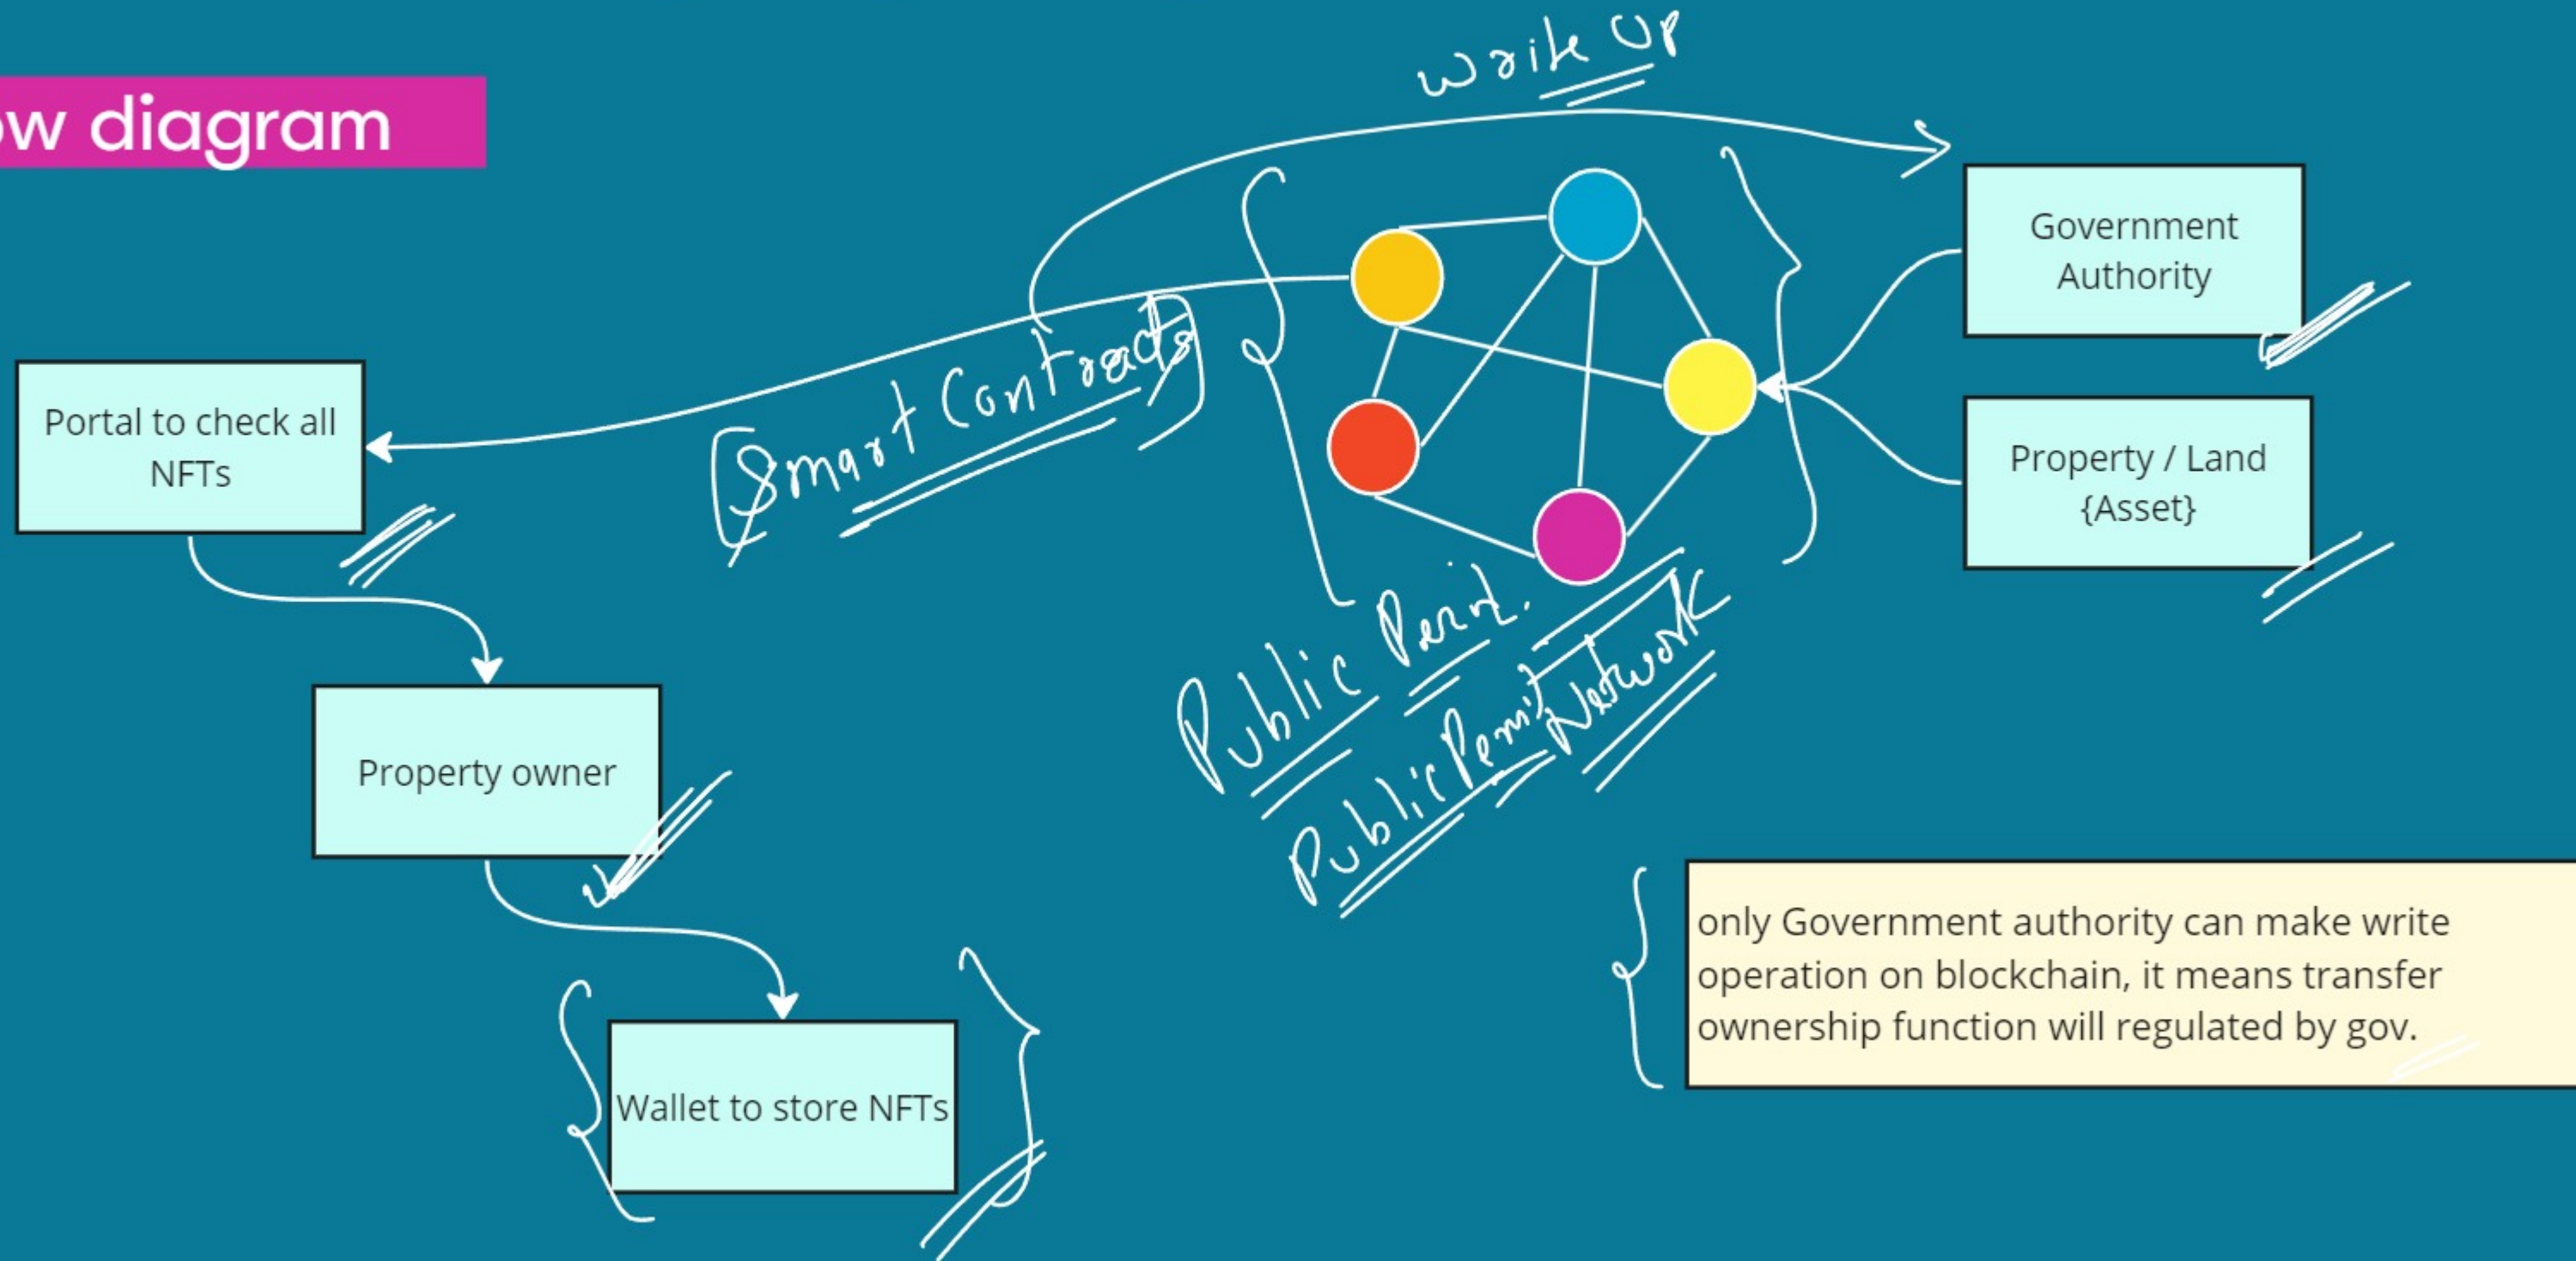 ow diagram
Write Up
Government
Authority
Portal to check all
NFTs
Smart Contracts
Property / Land
{Asset}
Public
Public Permit Network
Property owner
only Government authority can make write
operation on blockchain, it means transfer
ownership function will regulated by gov.
Wallet to store NFTs